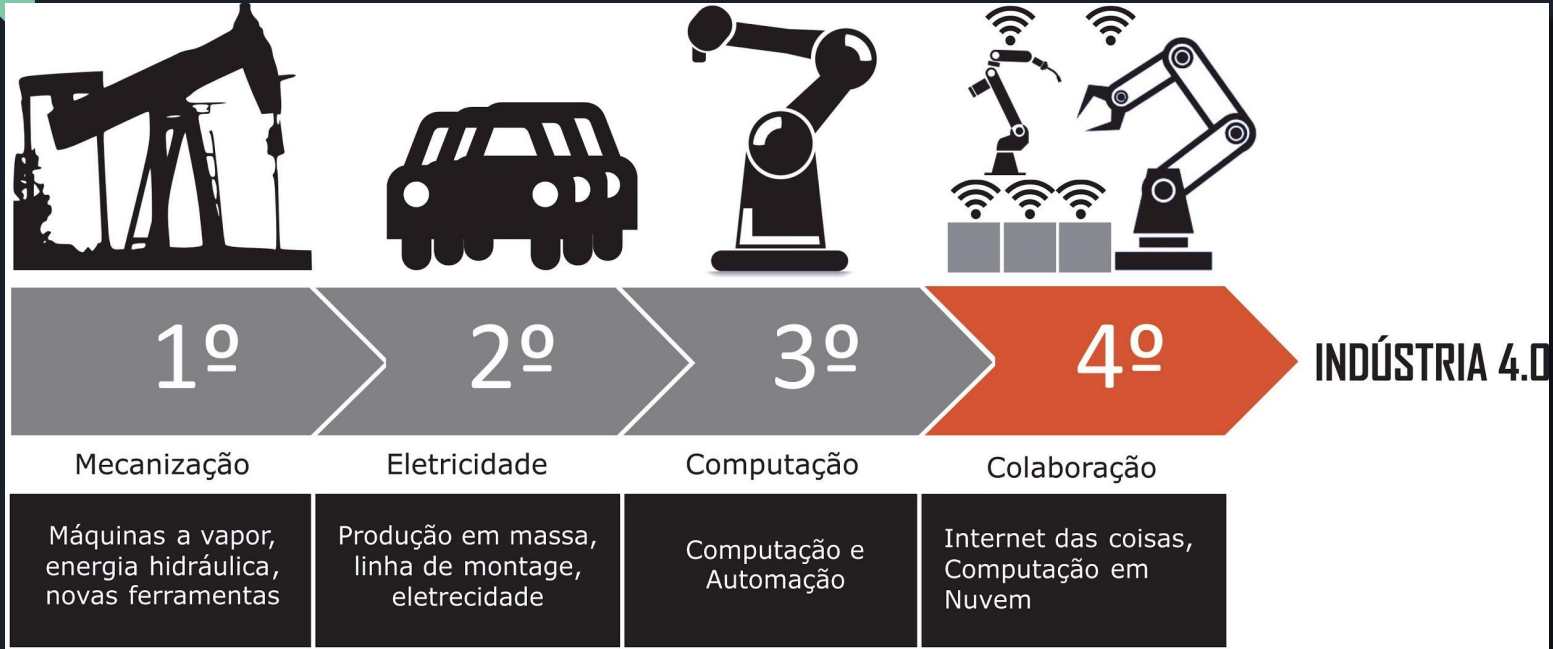 1º
2º
3º
4º
INDÚSTRIA 4.0
Mecanização
Eletricidade
Computação
Colaboração
Máquinas a vapor,
energia hidráulica,
novas ferramentas
Produção em massa,
linha de montage,
eletrecidade
Computação e
Automação
Internet das coisas,
Computação em
Nuvem